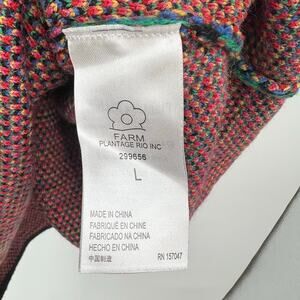 FARM
PLANTAGE RIO INC
299656
L
MADE IN CHINA
FABRIQUÉ EN CHINE
FABRICADO NA CHINA
HECHO EN CHINA
中国制造
RN 157047